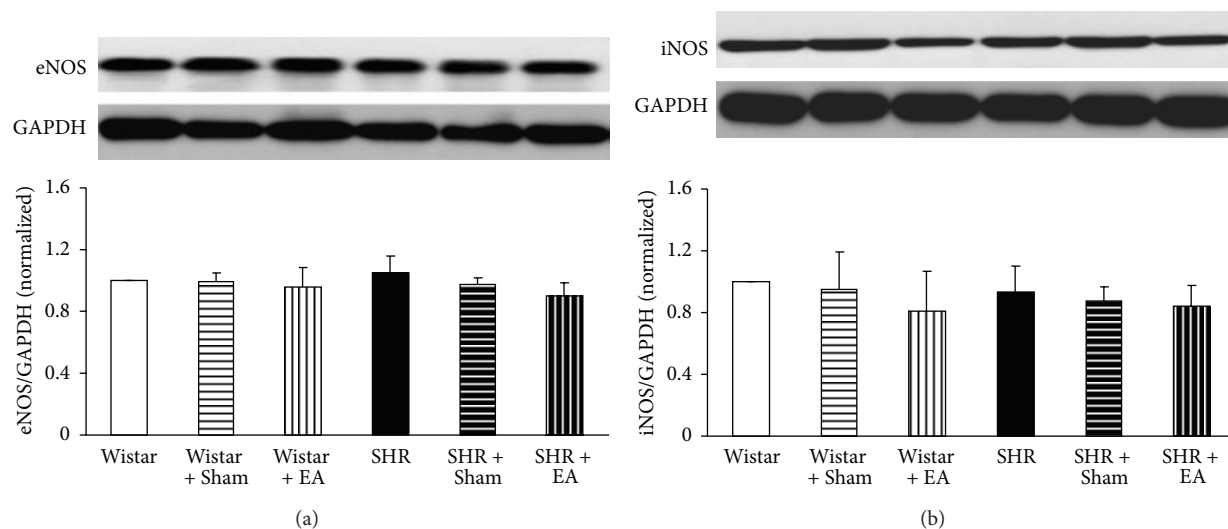 eNOS
GAPDH
eNOS/GAPDH (normalized)
1.6
1.2
0.8
0.4
0
Wistar
Wistar
+ Sham
Wistar
+ EA
SHR
SHR +
Sham
SHR +
EA
(a)
iNOS
GAPDH
iNOS/GAPDH (normalized)
1.6
1.2
0.8
0.4
0
Wistar
Wistar
+ Sham
Wistar
+ EA
SHR
SHR +
Sham
SHR +
EA
(b)